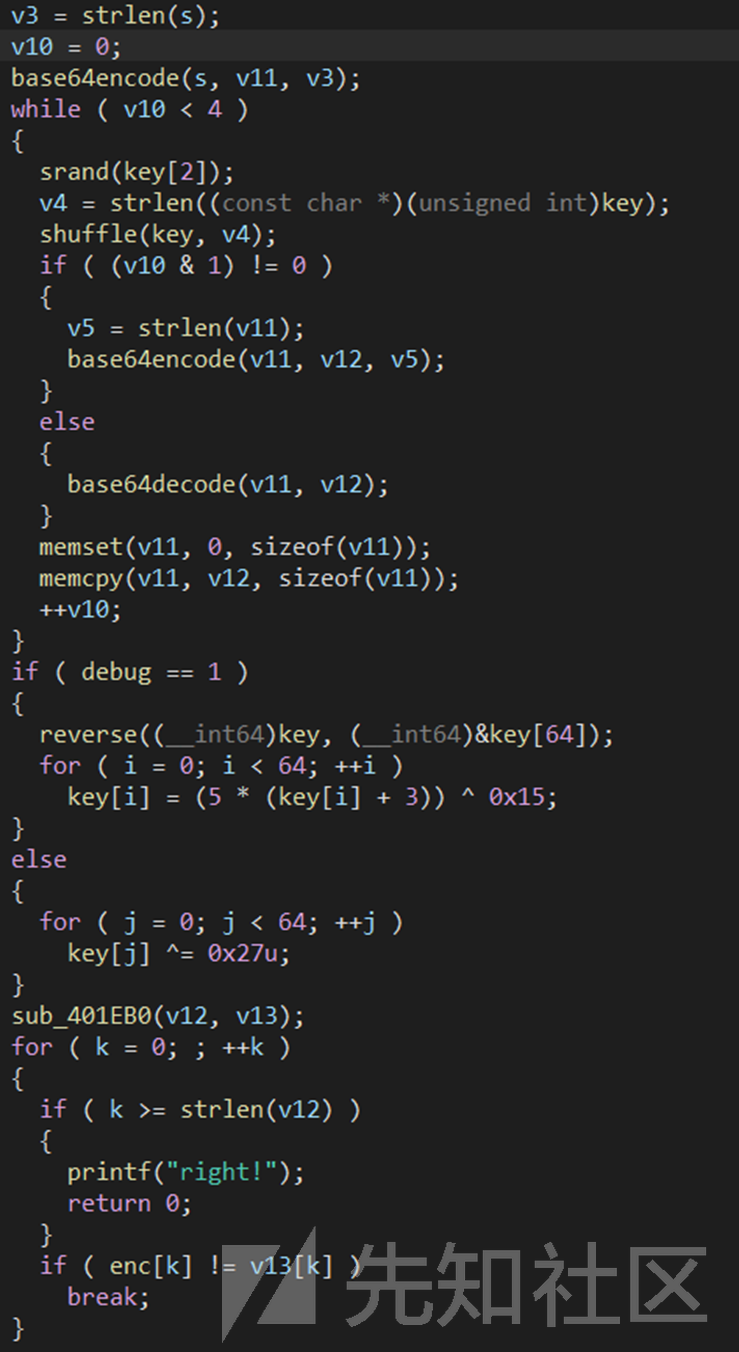 v3 = strlen(s);
v10 = 0;
base64encode(s, v11, v3);
while ( v10 < 4 )
{
  srand(key[2]);
  v4 = strlen((const char *)(unsigned int)key);
  shuffle(key, v4);
  if ( (v10 & 1) != 0 )
  {
    v5 = strlen(v11);
    base64encode(v11, v12, v5);
  }
  else
  {
    base64decode(v11, v12);
  }
  memset(v11, 0, sizeof(v11));
  memcpy(v11, v12, sizeof(v11));
  ++v10;
}
if ( debug == 1 )
{
  reverse((__int64)key, (__int64)&key[64]);
  for ( i = 0; i < 64; ++i )
    key[i] = (5 * (key[i] + 3)) ^ 0x15;
}
else
{
  for ( j = 0; j < 64; ++j )
    key[j] ^= 0x27u;
}
sub_401EB0(v12, v13);
for ( k = 0; ; ++k )
{
  if ( k >= strlen(v12) )
  {
    printf("right!");
    return 0;
  }
  if ( enc[k] != v13[k] )
    break;
}
先知社区